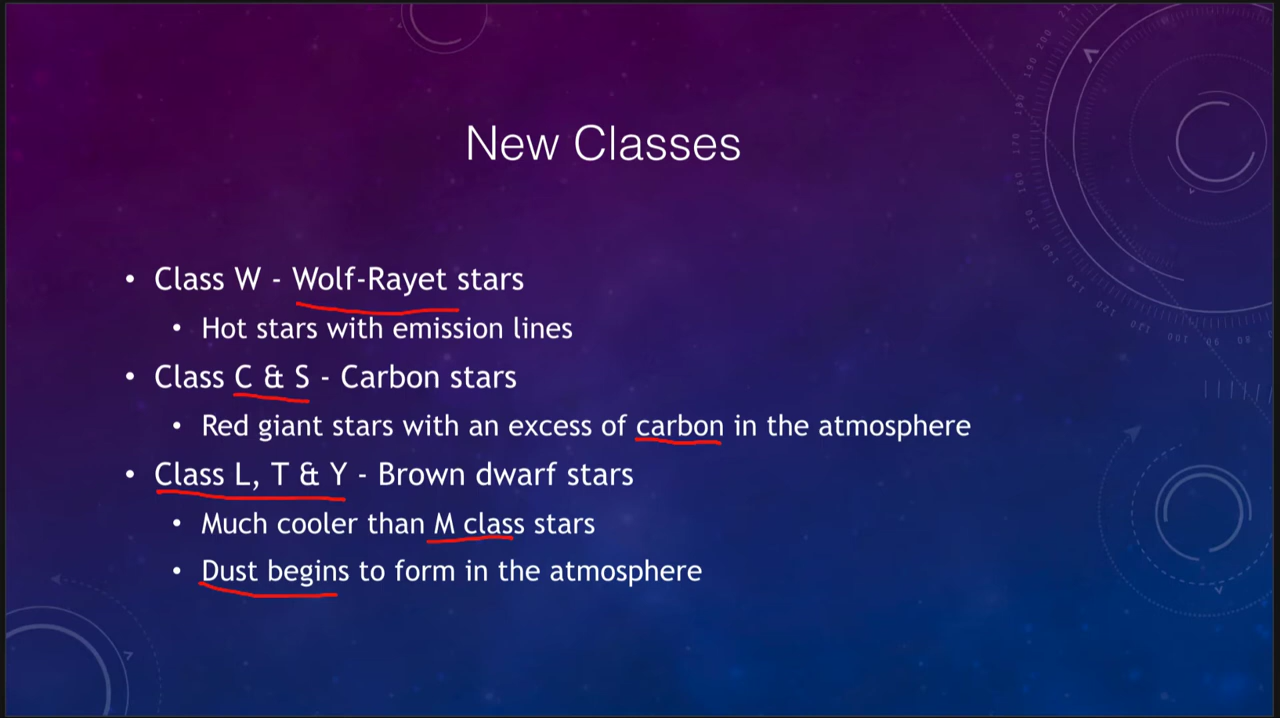 New Classes
• Class W - Wolf-Rayet stars
• Hot stars with emission lines
• Class C & S - Carbon stars
• Red giant stars with an excess of carbon in the atmosphere
• Class L, T & Y - Brown dwarf stars
• Much cooler than M class stars
• Dust begins to form in the atmosphere